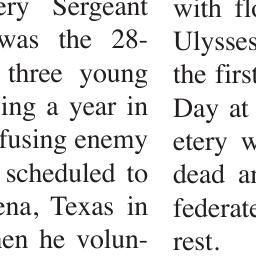 ery Sergeant
was the 28-
three young
ing a year in
fusing enemy
scheduled to
ena, Texas in
en he volun-
with flo
Ulysses
the first
Day at
etery w
dead ar
federate
rest.